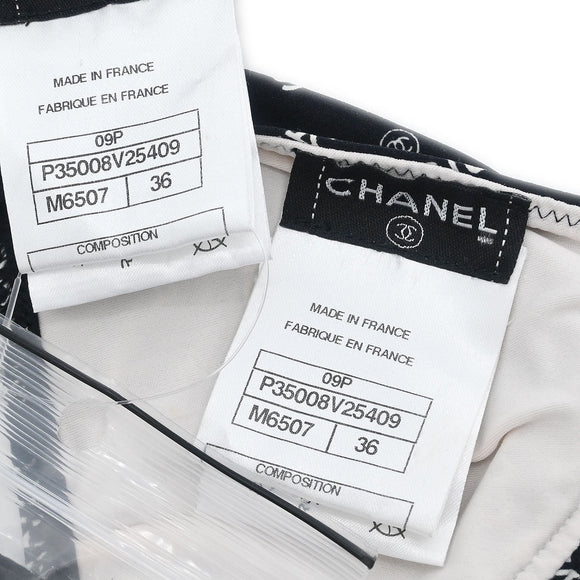 MADE IN FRANCE
FABRIQUE EN FRANCE
09P
P35008V25409
M6507 36
COMPOSITION
CHANEL
MADE IN FRANCE
FABRIQUE EN FRANCE
09P
P35008V25409
M6507 36
COMPOSITION